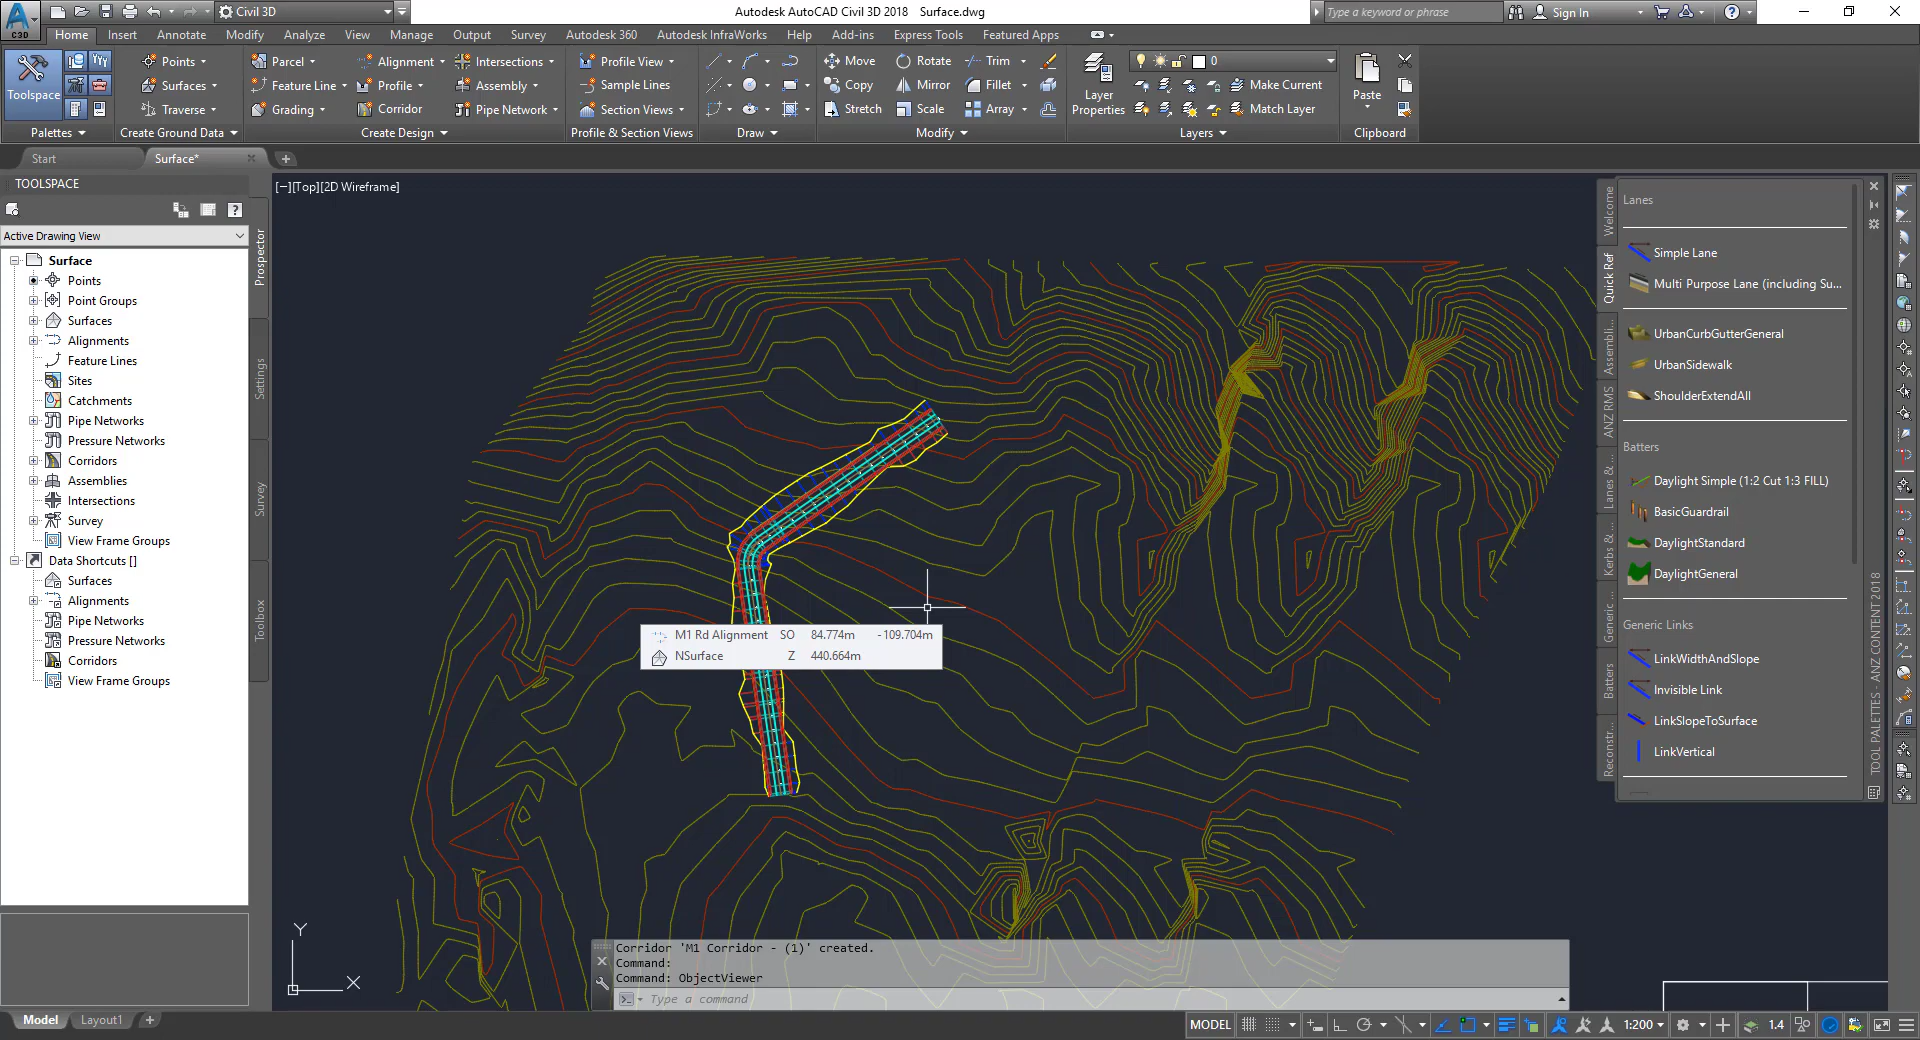 Civil 3D
Autodesk AutoCAD Civil 3D 2018 Surface.dwg
Type a keyword or phrase
Sign In
C3D
Home Insert Annotate Modify Analyze View Manage Output Survey Autodesk 360 Autodesk InfraWorks Help Add-ins Express Tools Featured Apps
Toolspace
Points
Surfaces
Traverse
Parcel
Feature Line
Grading
Alignment
Profile
Corridor
Intersections
Assembly
Pipe Network
Profile View
Sample Lines
Section Views
Move
Copy
Stretch
Rotate
Mirror
Scale
Trim
Fillet
Array
Layer
Properties
0
Make Current
Match Layer
Paste
Palettes Create Ground Data Create Design Profile & Section Views Draw Modify Layers Clipboard
Start
Surface*
TOOLSPACE
Active Drawing View
Surface
Points
Point Groups
Surfaces
Alignments
Feature Lines
Sites
Catchments
Pipe Networks
Pressure Networks
Corridors
Assemblies
Intersections
Survey
View Frame Groups
Data Shortcuts []
Surfaces
Alignments
Pipe Networks
Pressure Networks
Corridors
View Frame Groups
Prospector
Settings
Survey
Toolbox
[−][Top][2D Wireframe]
M1 Rd Alignment SO 84.774m -109.704m
NSurface Z 440.664m
Y
X
Corridor 'M1 Corridor - (1)' created.
Command:
Command: ObjectViewer
Type a command
Welcome
Quick Ref
Assembli...
ANZ RMS
Lanes &...
Kerbs &...
Generic ...
Batters
Reconstr...
Lanes
Simple Lane
Multi Purpose Lane (including Su...
UrbanCurbGutterGeneral
UrbanSidewalk
ShoulderExtendAll
Batters
Daylight Simple (1:2 Cut 1:3 FILL)
BasicGuardrail
DaylightStandard
DaylightGeneral
Generic Links
LinkWidthAndSlope
Invisible Link
LinkSlopeToSurface
LinkVertical
TOOL PALETTES - ANZ CONTENT 2018
Model
Layout1
MODEL
1:200
1.4